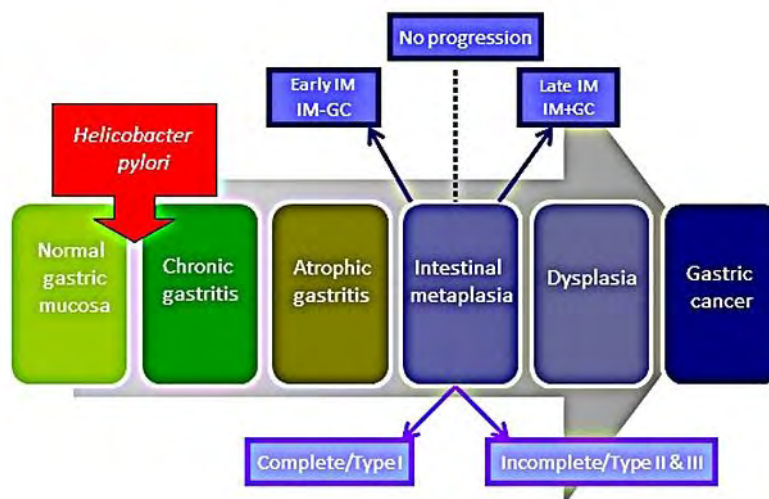 No progression
Early IM
IM-GC
Late IM
IM+GC
Helicobacter
pylori
Normal
gastric
mucosa
Chronic
gastritis
Atrophic
gastritis
Intestinal
metaplasia
Dysplasia
Gastric
cancer
Complete/Type I
Incomplete/Type II & III